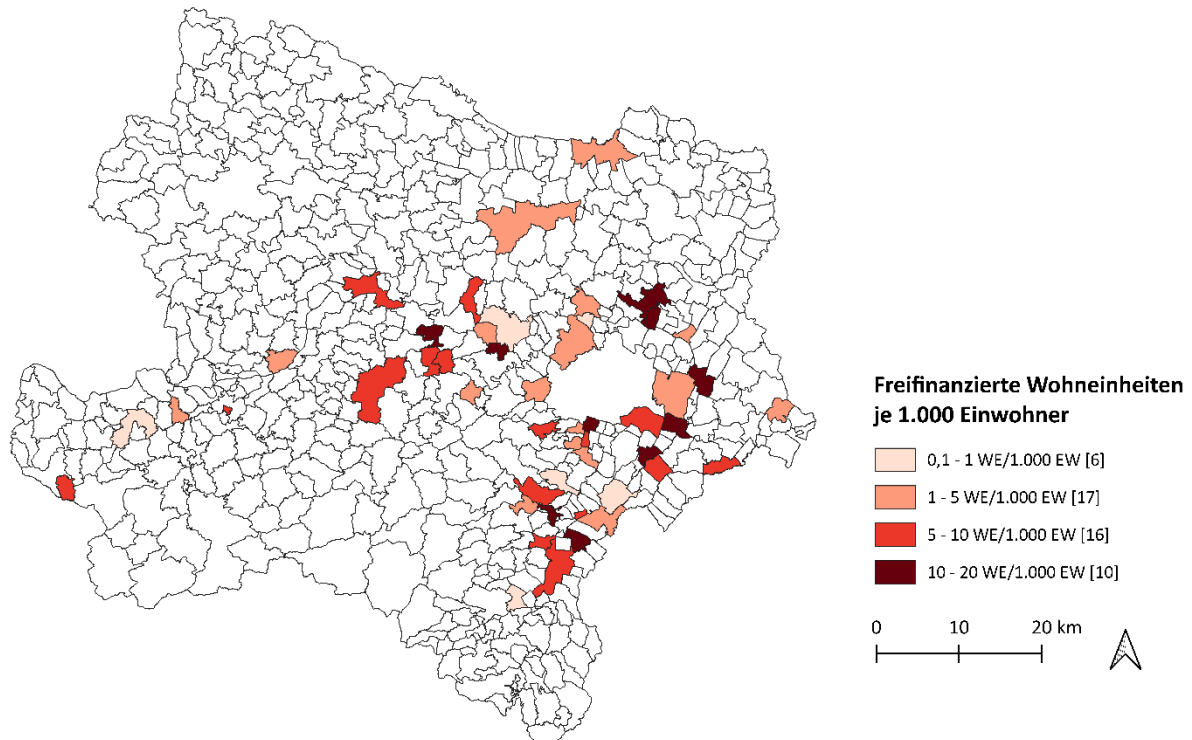 Freifinanzierte Wohneinheiten
je 1.000 Einwohner
0,1 - 1 WE/1.000 EW [6]
1 - 5 WE/1.000 EW [17]
5 - 10 WE/1.000 EW [16]
10 - 20 WE/1.000 EW [10]
0 10 20 km